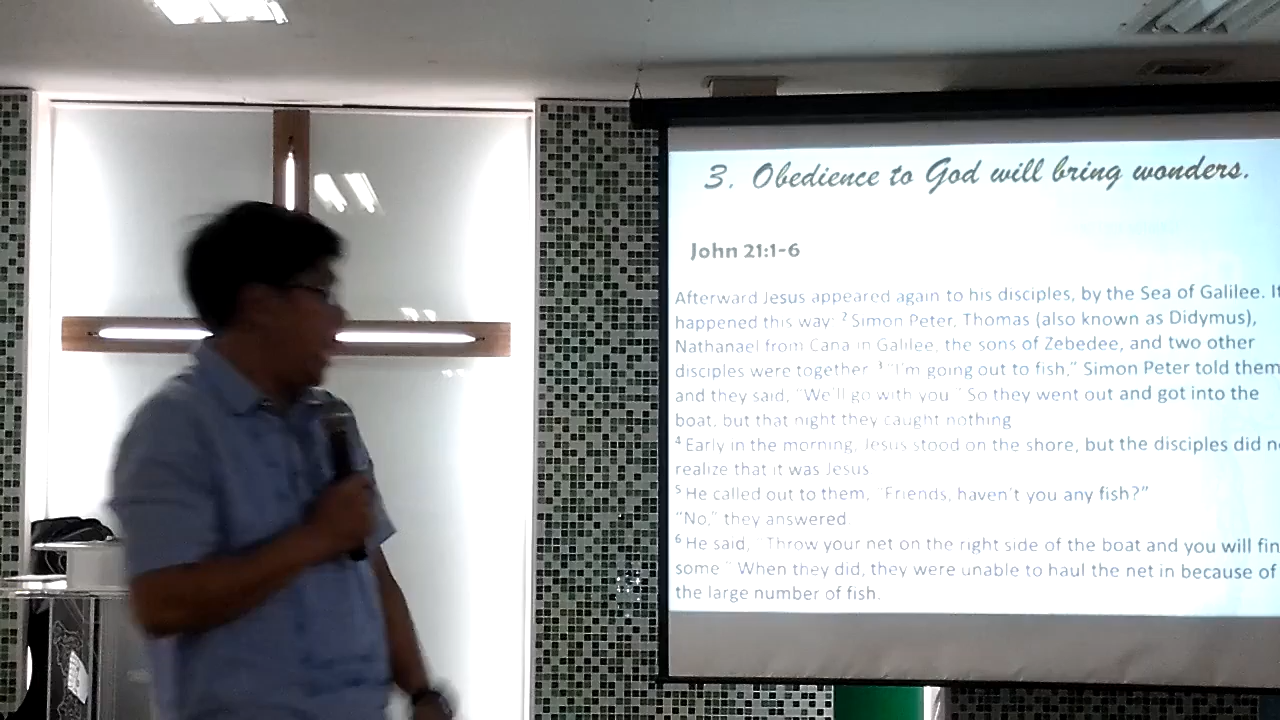 3. Obedience to God will bring wonders.
John 21:1-6
Afterward Jesus appeared again to his disciples, by the Sea of Galilee. It
happened this way: 2 Simon Peter, Thomas (also known as Didymus),
Nathanael from Cana in Galilee, the sons of Zebedee, and two other
disciples were together. 3 "I'm going out to fish," Simon Peter told them
and they said, "We'll go with you." So they went out and got into the
boat, but that night they caught nothing
4 Early in the morning, Jesus stood on the shore, but the disciples did
realize that it was Jesus
5 He called out to them, "Friends, haven't you any fish?"
"No," they answered
6 He said, "Throw your net on the right side of the boat and you will
some." When they did, they were unable to haul the net in because of
the large number of fish.